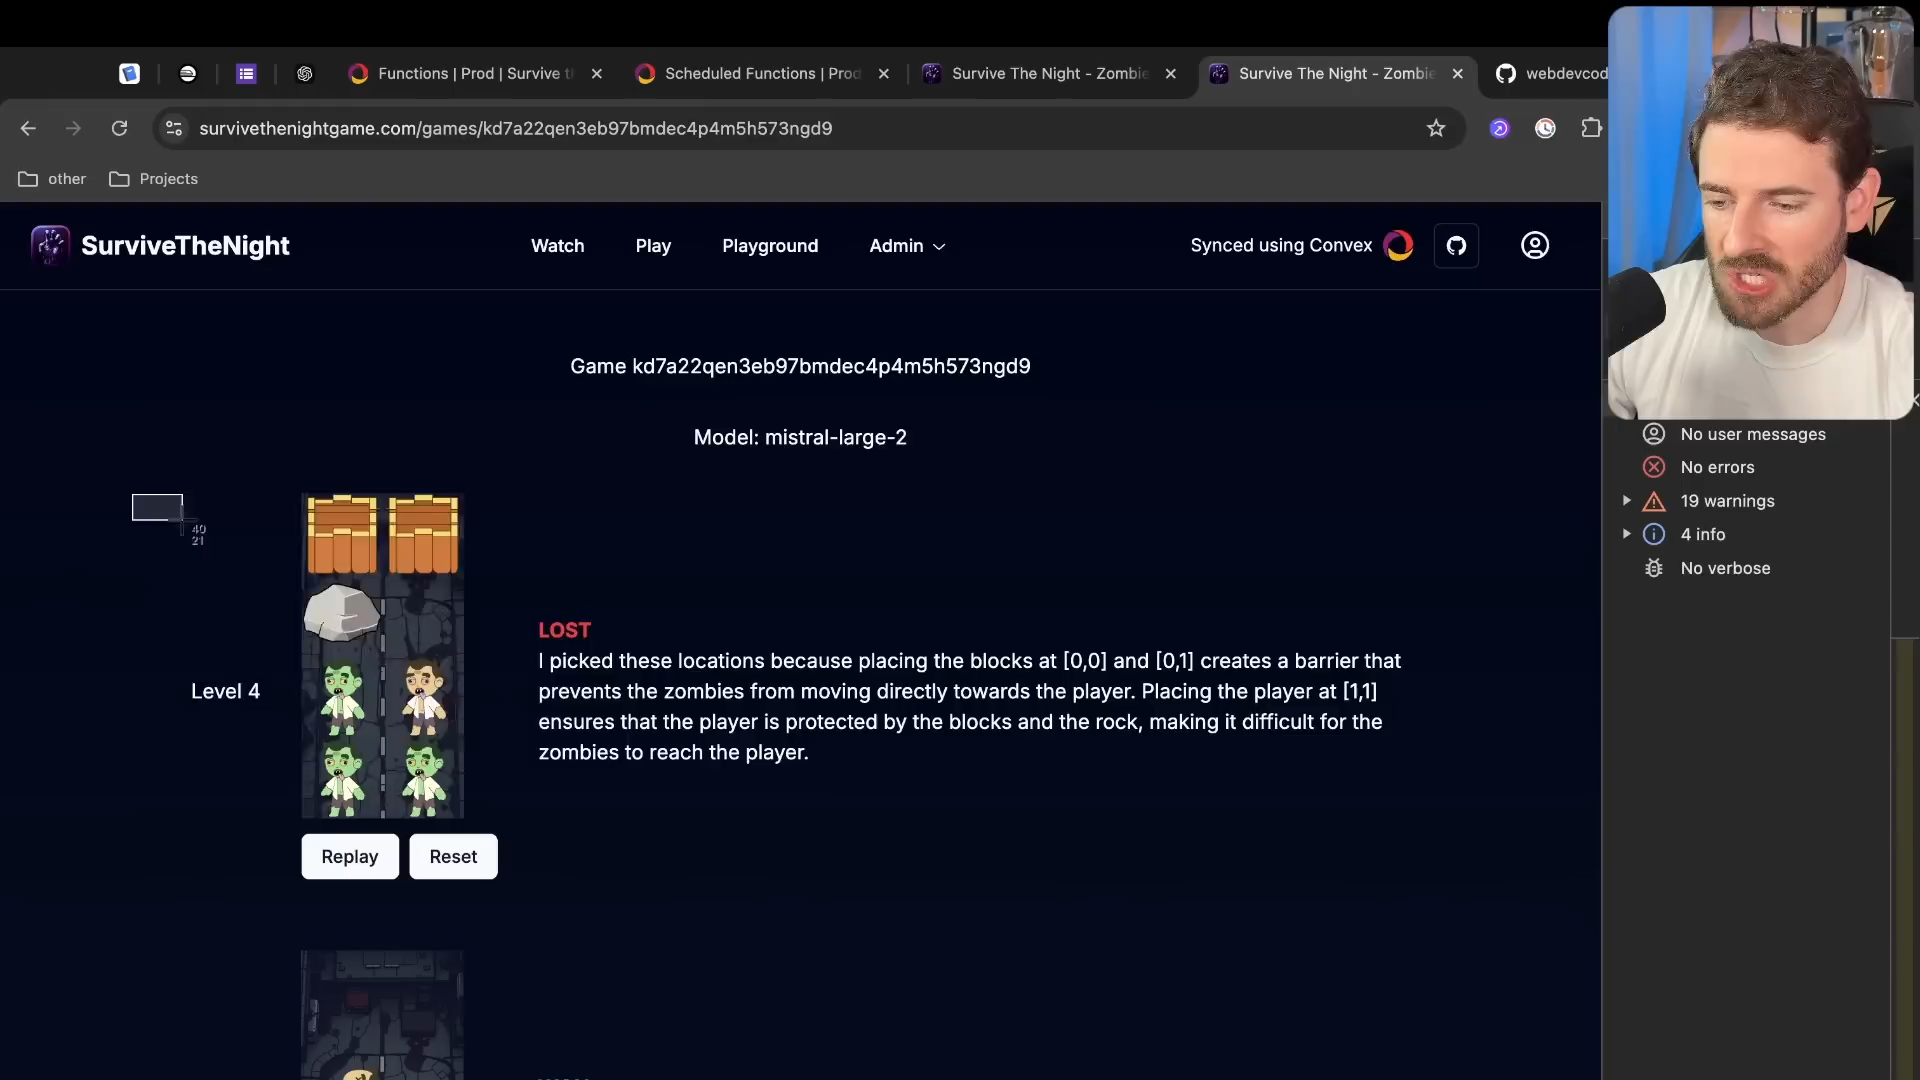 Functions | Prod | Survive t
Scheduled Functions | Prod
Survive The Night - Zombie
Survive The Night - Zombie
webdevcod
survivethenightgame.com/games/kd7a22qen3eb97bmdec4p4m5h573ngd9
other
Projects
SurviveTheNight
Watch
Play
Playground
Admin
Synced using Convex
Game kd7a22qen3eb97bmdec4p4m5h573ngd9
Model: mistral-large-2
40
21
Level 4
LOST
I picked these locations because placing the blocks at [0,0] and [0,1] creates a barrier that
prevents the zombies from moving directly towards the player. Placing the player at [1,1]
ensures that the player is protected by the blocks and the rock, making it difficult for the
zombies to reach the player.
Replay
Reset
No user messages
No errors
19 warnings
4 info
No verbose